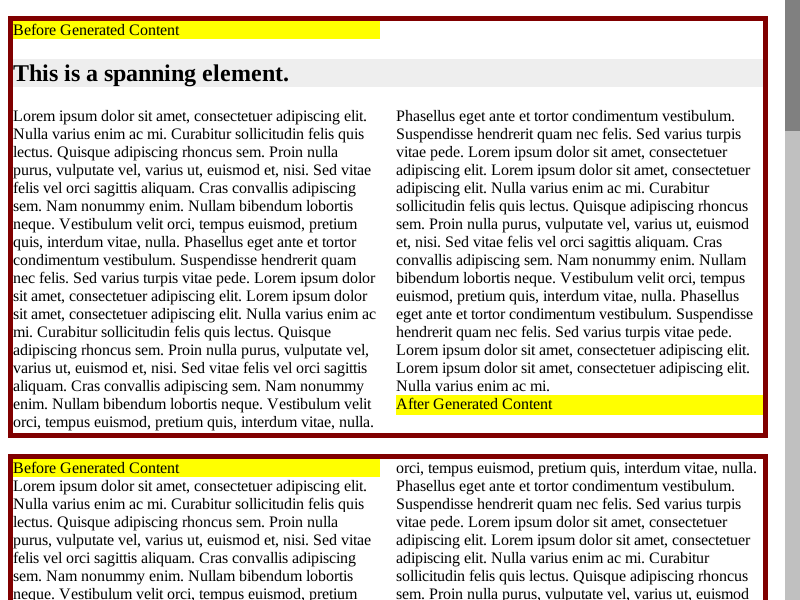 Before Generated Content
This is a spanning element.
Lorem ipsum dolor sit amet, consectetuer adipiscing elit.
Nulla varius enim ac mi. Curabitur sollicitudin felis quis
lectus. Quisque adipiscing rhoncus sem. Proin nulla
purus, vulputate vel, varius ut, euismod et, nisi. Sed vitae
felis vel orci sagittis aliquam. Cras convallis adipiscing
sem. Nam nonummy enim. Nullam bibendum lobortis
neque. Vestibulum velit orci, tempus euismod, pretium
quis, interdum vitae, nulla. Phasellus eget ante et tortor
condimentum vestibulum. Suspendisse hendrerit quam
nec felis. Sed varius turpis vitae pede. Lorem ipsum dolor
sit amet, consectetuer adipiscing elit. Lorem ipsum dolor
sit amet, consectetuer adipiscing elit. Nulla varius enim ac
mi. Curabitur sollicitudin felis quis lectus. Quisque
adipiscing rhoncus sem. Proin nulla purus, vulputate vel,
varius ut, euismod et, nisi. Sed vitae felis vel orci sagittis
aliquam. Cras convallis adipiscing sem. Nam nonummy
enim. Nullam bibendum lobortis neque. Vestibulum velit
orci, tempus euismod, pretium quis, interdum vitae, nulla.
Phasellus eget ante et tortor condimentum vestibulum.
Suspendisse hendrerit quam nec felis. Sed varius turpis
vitae pede. Lorem ipsum dolor sit amet, consectetuer
adipiscing elit. Lorem ipsum dolor sit amet, consectetuer
adipiscing elit. Nulla varius enim ac mi. Curabitur
sollicitudin felis quis lectus. Quisque adipiscing rhoncus
sem. Proin nulla purus, vulputate vel, varius ut, euismod
et, nisi. Sed vitae felis vel orci sagittis aliquam. Cras
convallis adipiscing sem. Nam nonummy enim. Nullam
bibendum lobortis neque. Vestibulum velit orci, tempus
euismod, pretium quis, interdum vitae, nulla. Phasellus
eget ante et tortor condimentum vestibulum. Suspendisse
hendrerit quam nec felis. Sed varius turpis vitae pede.
Lorem ipsum dolor sit amet, consectetuer adipiscing elit.
Lorem ipsum dolor sit amet, consectetuer adipiscing elit.
Nulla varius enim ac mi.
After Generated Content
Before Generated Content
Lorem ipsum dolor sit amet, consectetuer adipiscing elit.
Nulla varius enim ac mi. Curabitur sollicitudin felis quis
lectus. Quisque adipiscing rhoncus sem. Proin nulla
purus, vulputate vel, varius ut, euismod et, nisi. Sed vitae
felis vel orci sagittis aliquam. Cras convallis adipiscing
sem. Nam nonummy enim. Nullam bibendum lobortis
neque. Vestibulum velit orci, tempus euismod, pretium
orci, tempus euismod, pretium quis, interdum vitae, nulla.
Phasellus eget ante et tortor condimentum vestibulum.
Suspendisse hendrerit quam nec felis. Sed varius turpis
vitae pede. Lorem ipsum dolor sit amet, consectetuer
adipiscing elit. Lorem ipsum dolor sit amet, consectetuer
adipiscing elit. Nulla varius enim ac mi. Curabitur
sollicitudin felis quis lectus. Quisque adipiscing rhoncus
sem. Proin nulla purus, vulputate vel, varius ut, euismod